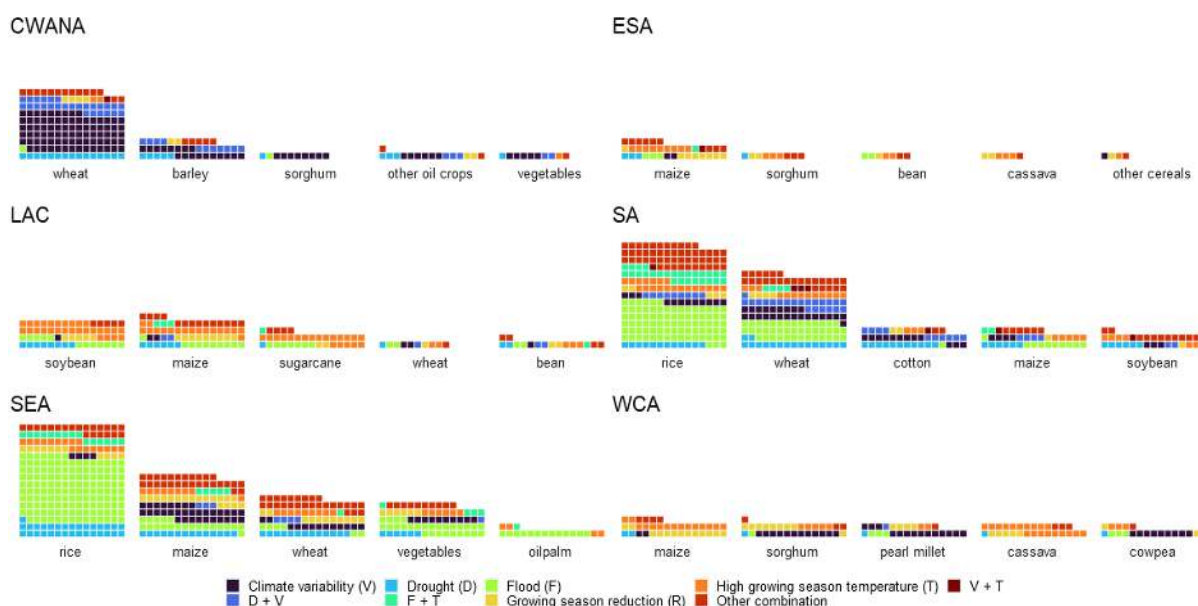 CWANA ESA
wheat barley sorghum other oil crops vegetables maize sorghum bean cassava other cereals
LAC SA
soybean maize sugarcane wheat bean rice wheat cotton maize soybean
SEA WCA
rice maize wheat vegetables oilpalm maize sorghum pearl millet cassava cowpea
Climate variability (V) Drought (D) Flood (F) High growing season temperature (T) V + T
D + V F + T Growing season reduction (R) Other combination